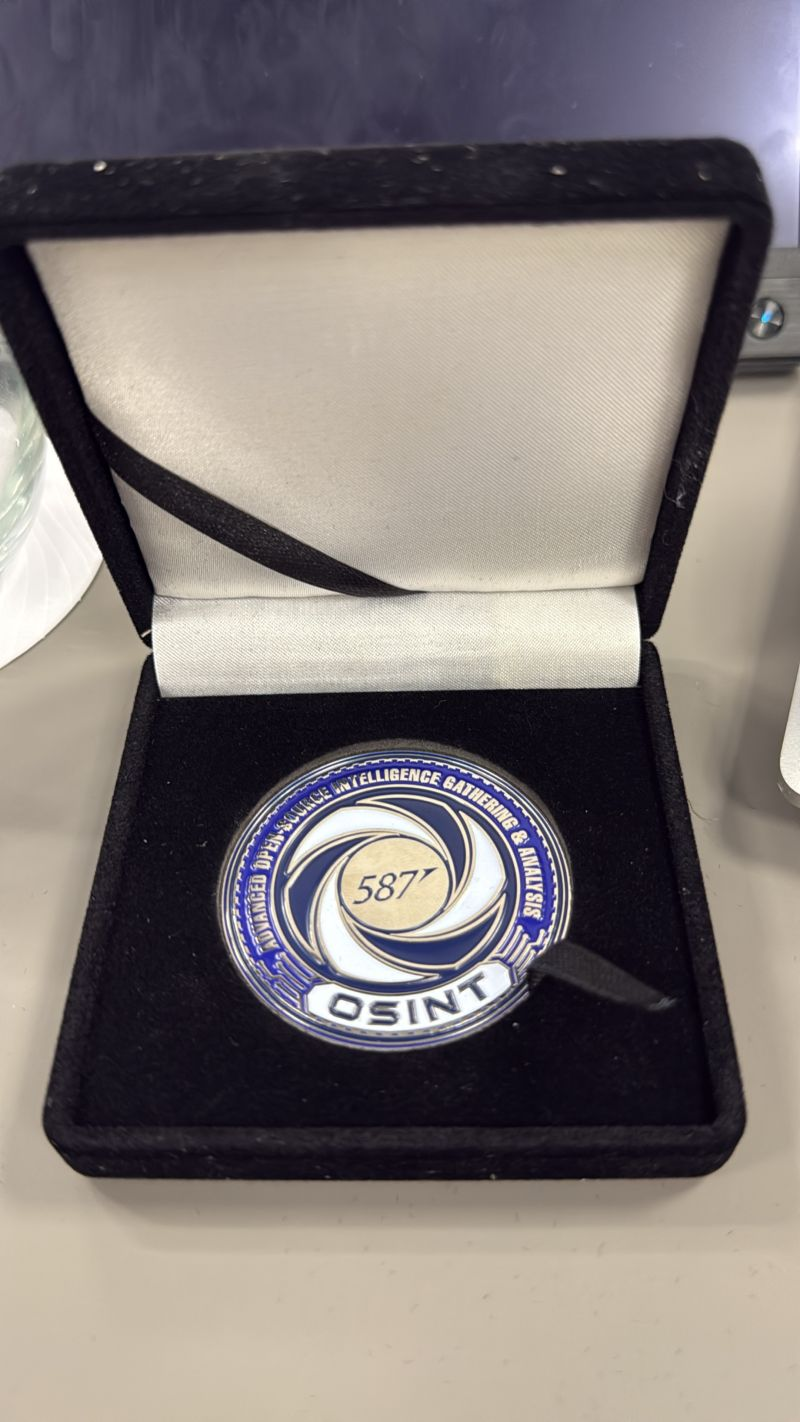 ADVANCED OPEN-SOURCE INTELLIGENCE GATHERING & ANALYSIS
587
OSINT